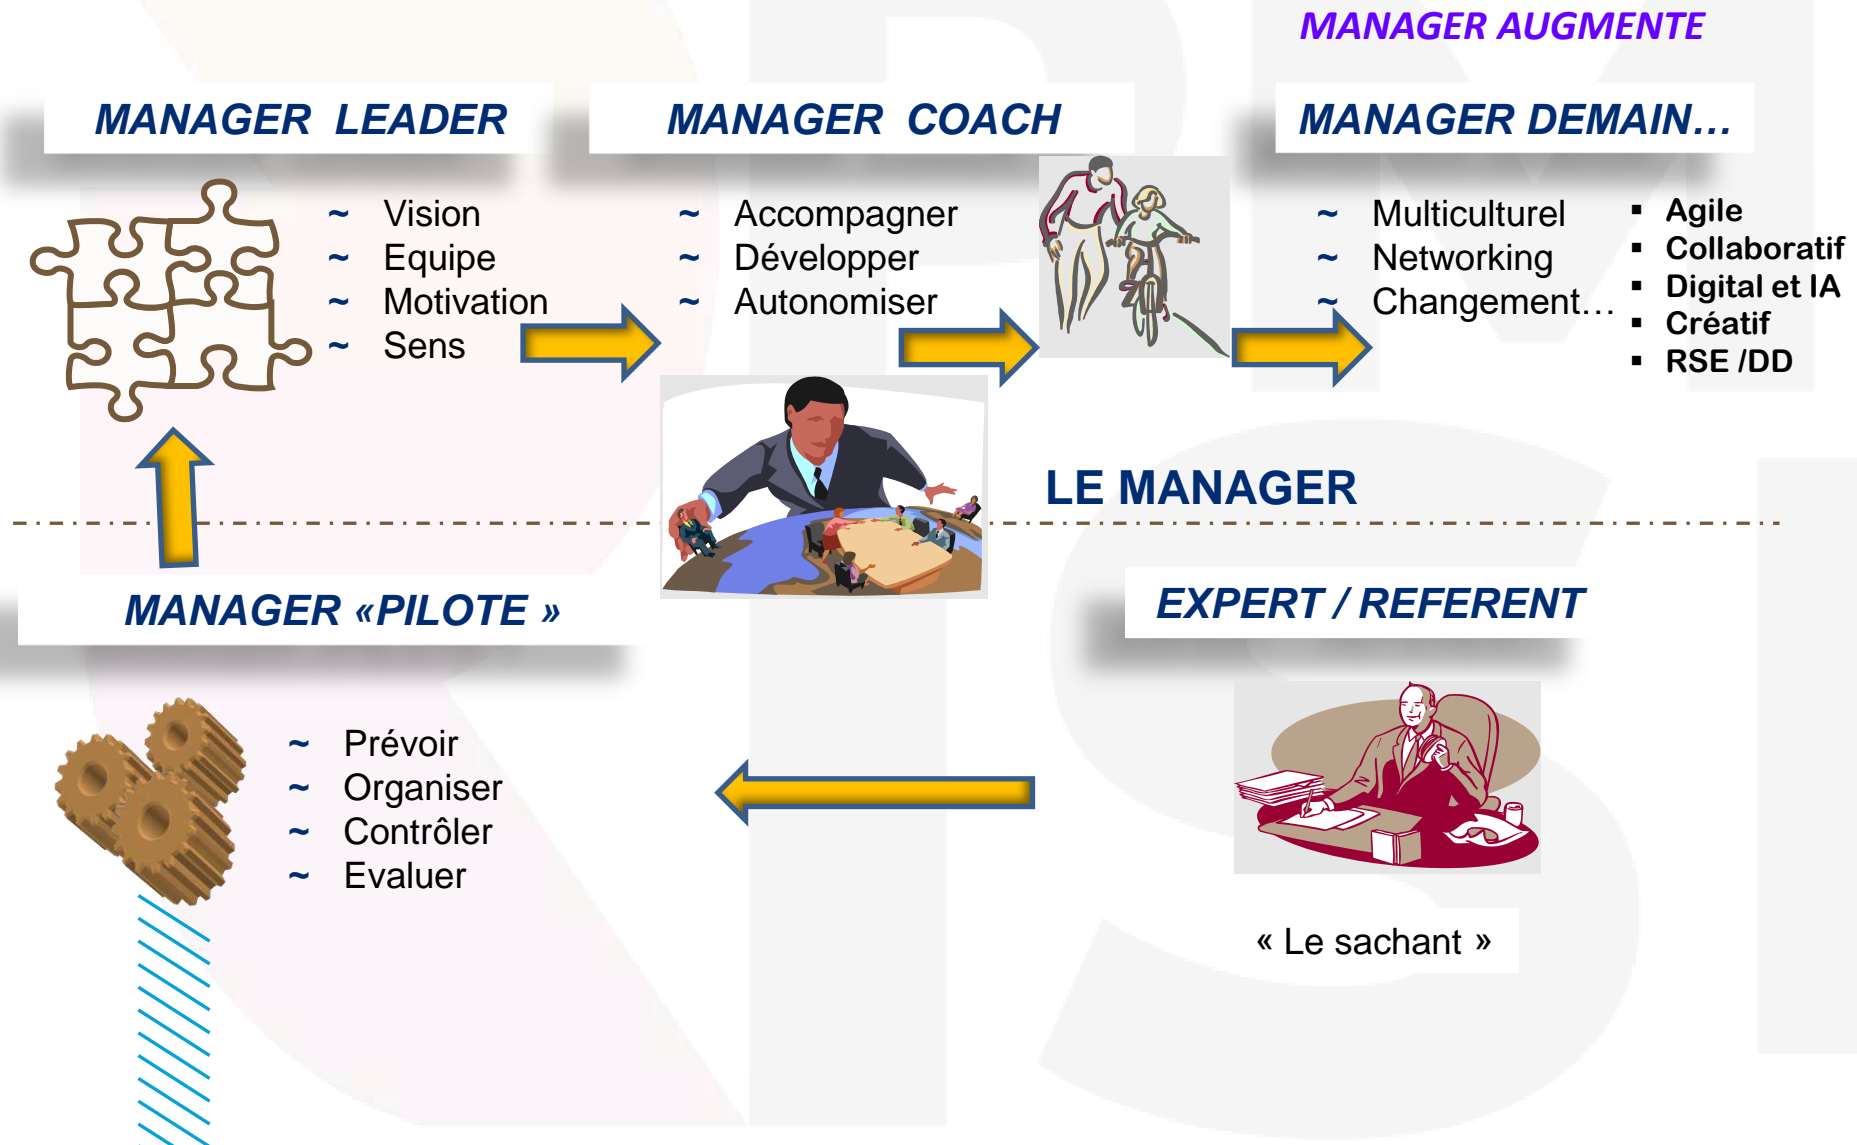 MANAGER AUGMENTE
MANAGER LEADER
~ Vision
~ Equipe
~ Motivation
~ Sens
MANAGER COACH
~ Accompagner
~ Développer
~ Autonomiser
MANAGER DEMAIN…
~ Multiculturel
~ Networking
~ Changement…
▪ Agile
▪ Collaboratif
▪ Digital et IA
▪ Créatif
▪ RSE /DD
LE MANAGER
MANAGER «PILOTE »
~ Prévoir
~ Organiser
~ Contrôler
~ Evaluer
EXPERT / REFERENT
« Le sachant »